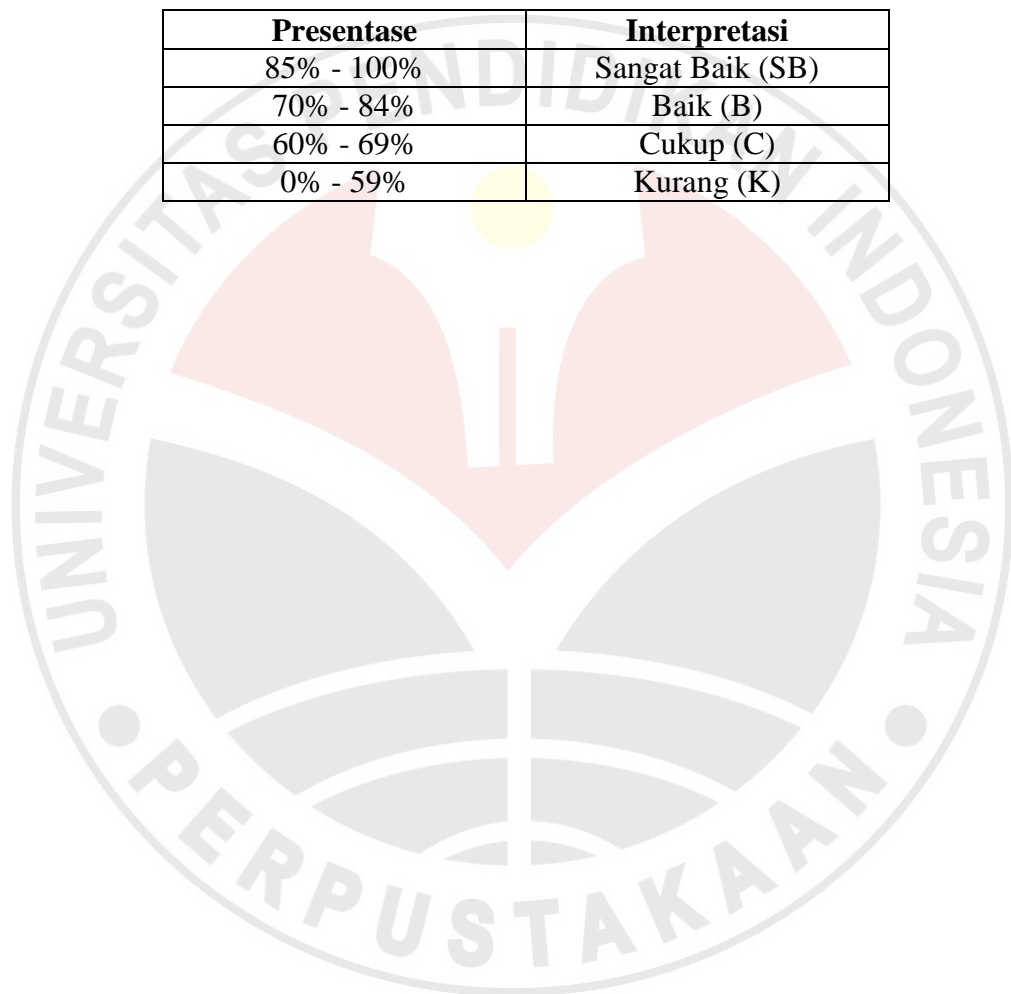 Presentase Interpretasi
85% - 100% Sangat Baik (SB)
70% - 84% Baik (B)
60% - 69% Cukup (C)
0% - 59% Kurang (K)
UNIVERSITAS PENDIDIKAN INDONESIA
PERPUSTAKAAN